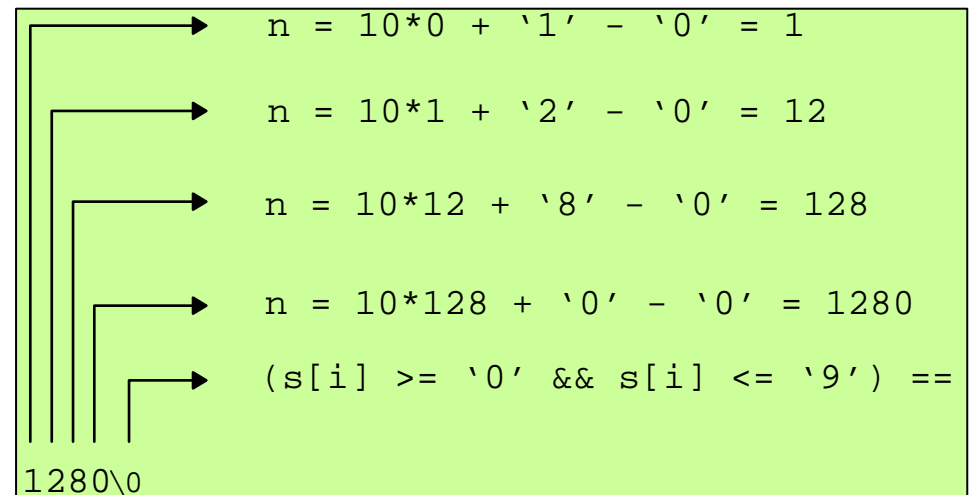 n = 10*0 + ‘1’ - ‘0’ = 1
n = 10*1 + ‘2’ - ‘0’ = 12
n = 10*12 + ‘8’ - ‘0’ = 128
n = 10*128 + ‘0’ - ‘0’ = 1280
(s[i] >= ‘0’ && s[i] <= ‘9’) ==
1280\0